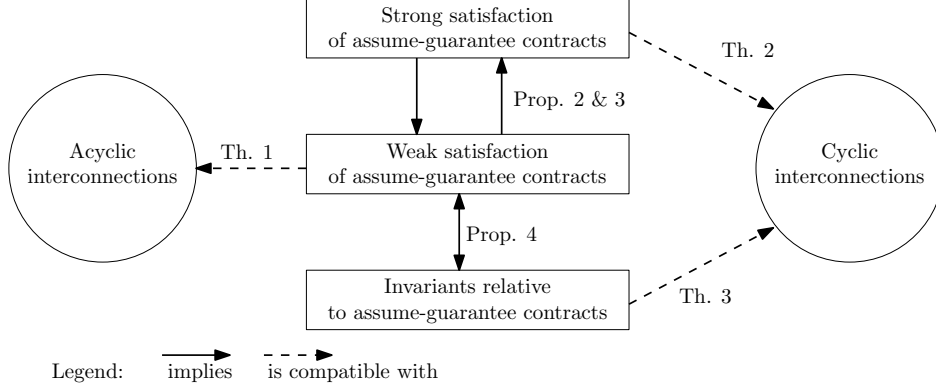 Strong satisfaction
of assume-guarantee contracts
Th. 2
Prop. 2 & 3
Acyclic
interconnections
Th. 1
Weak satisfaction
of assume-guarantee contracts
Cyclic
interconnections
Prop. 4
Invariants relative
to assume-guarantee contracts
Th. 3
Legend: implies is compatible with